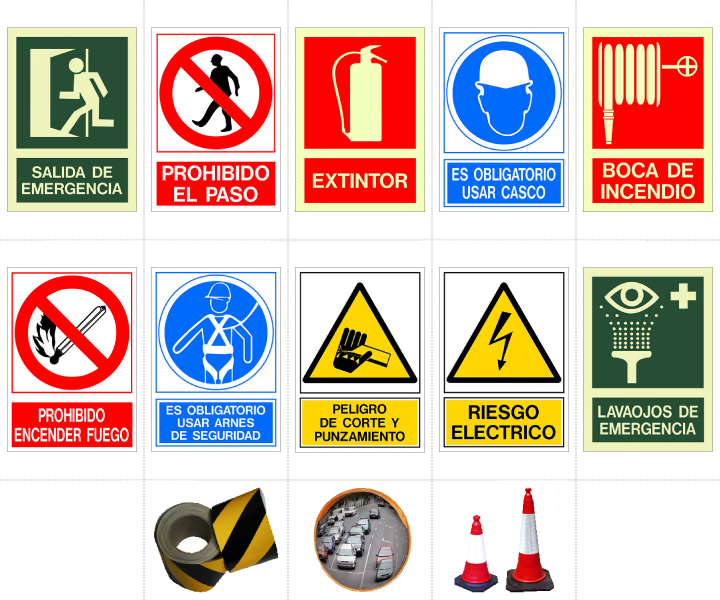 SALIDA DE
EMERGENCIA
PROHIBIDO
EL PASO
EXTINTOR
ES OBLIGATORIO
USAR CASCO
BOCA DE
INCENDIO
PROHIBIDO
ENCENDER FUEGO
ES OBLIGATORIO
USAR ARNES
DE SEGURIDAD
PELIGRO
DE CORTE Y
PUNZAMIENTO
RIESGO
ELECTRICO
LAVAOJOS DE
EMERGENCIA